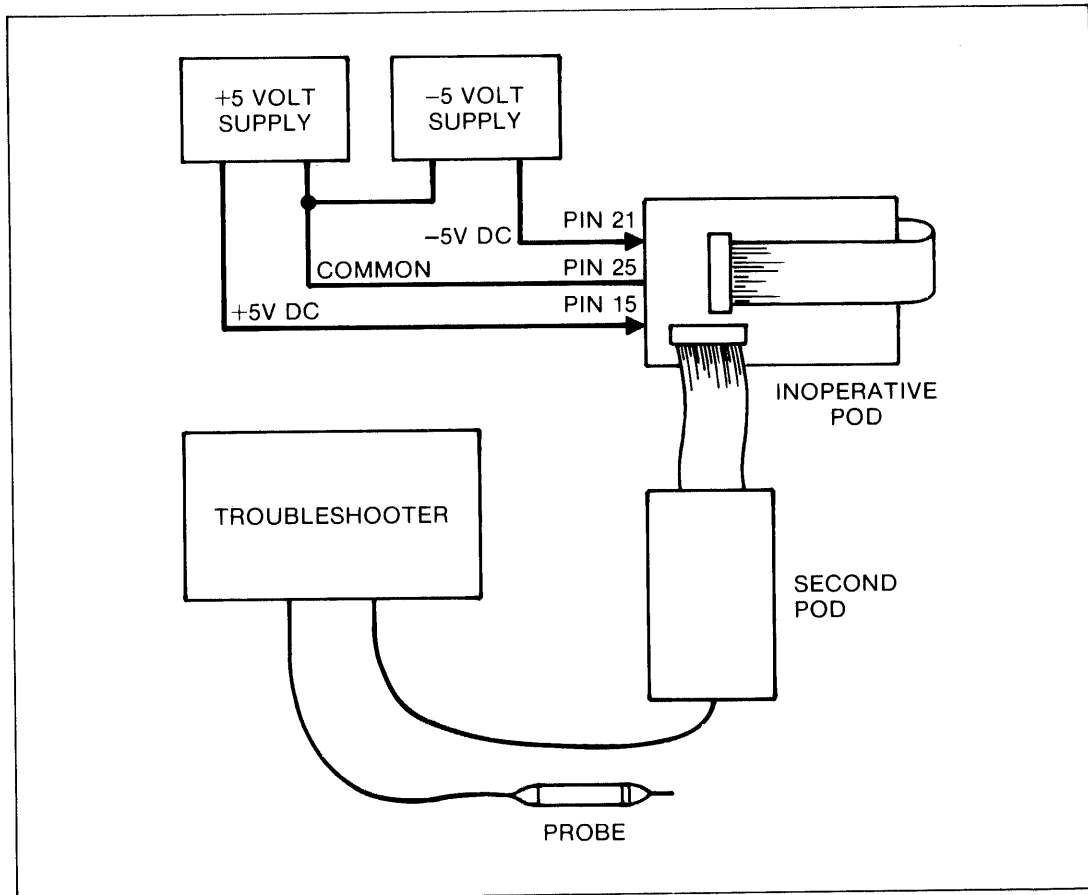 +5 VOLT
SUPPLY
−5 VOLT
SUPPLY
PIN 21
−5V DC
COMMON
PIN 25
+5V DC
PIN 15
INOPERATIVE
POD
TROUBLESHOOTER
SECOND
POD
PROBE